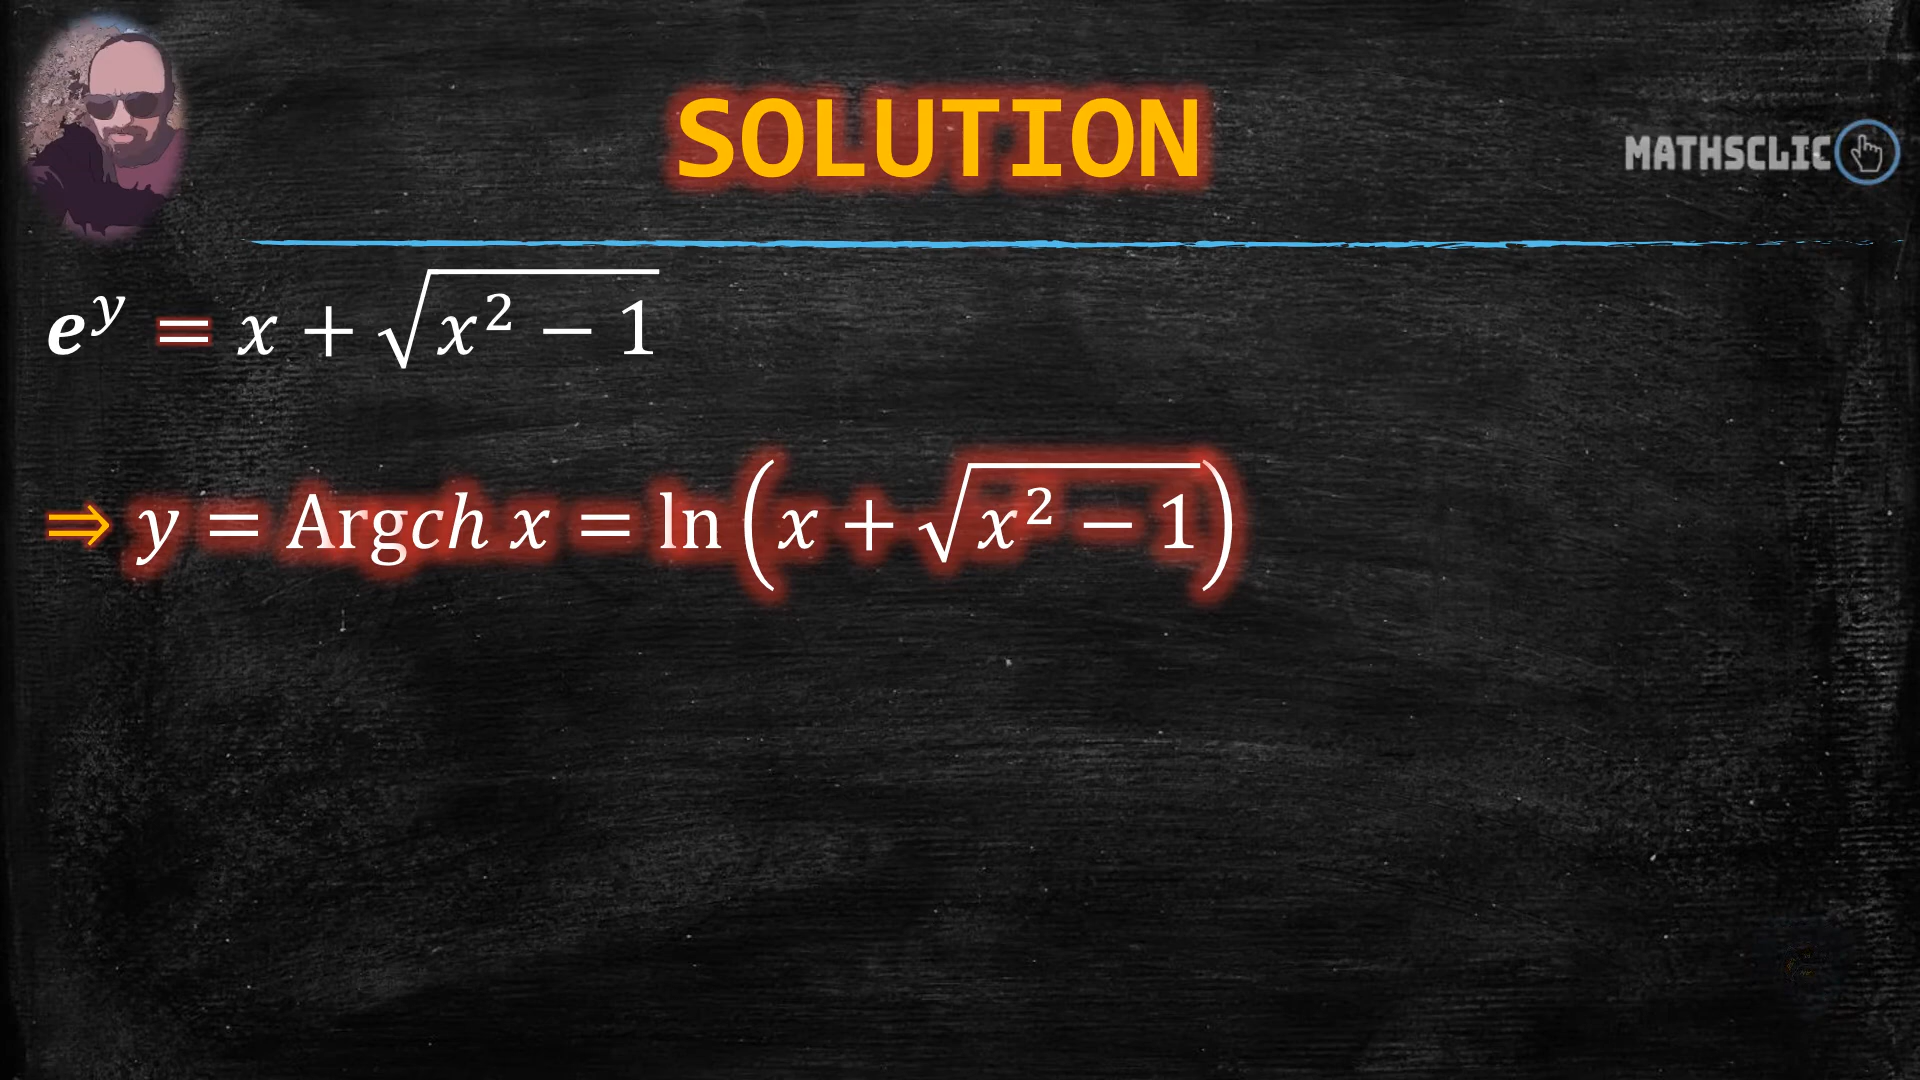 SOLUTION
MATHSCLIC
e^y = x + √(x² − 1)
⇒ y = Argch x = ln(x + √(x² − 1))